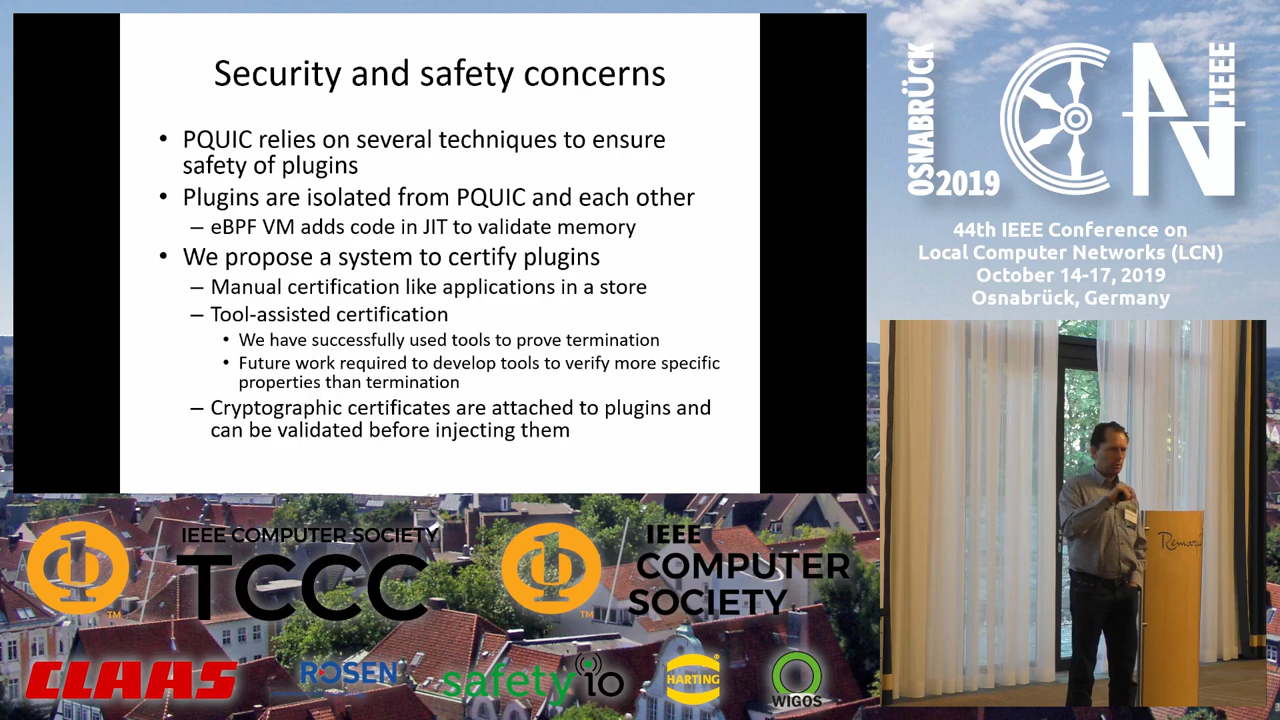 Security and safety concerns
• PQUIC relies on several techniques to ensure
safety of plugins
• Plugins are isolated from PQUIC and each other
– eBPF VM adds code in JIT to validate memory
• We propose a system to certify plugins
– Manual certification like applications in a store
– Tool-assisted certification
• We have successfully used tools to prove termination
• Future work required to develop tools to verify more specific
properties than termination
– Cryptographic certificates are attached to plugins and
can be validated before injecting them
OSNABRÜCK
2019
LCN
IEEE
44th IEEE Conference on
Local Computer Networks (LCN)
October 14-17, 2019
Osnabrück, Germany
IEEE COMPUTER SOCIETY
TCCC
TM
IEEE
COMPUTER
SOCIETY
TM
CLAAS
ROSEN
safetyio
HARTING
WIGOS